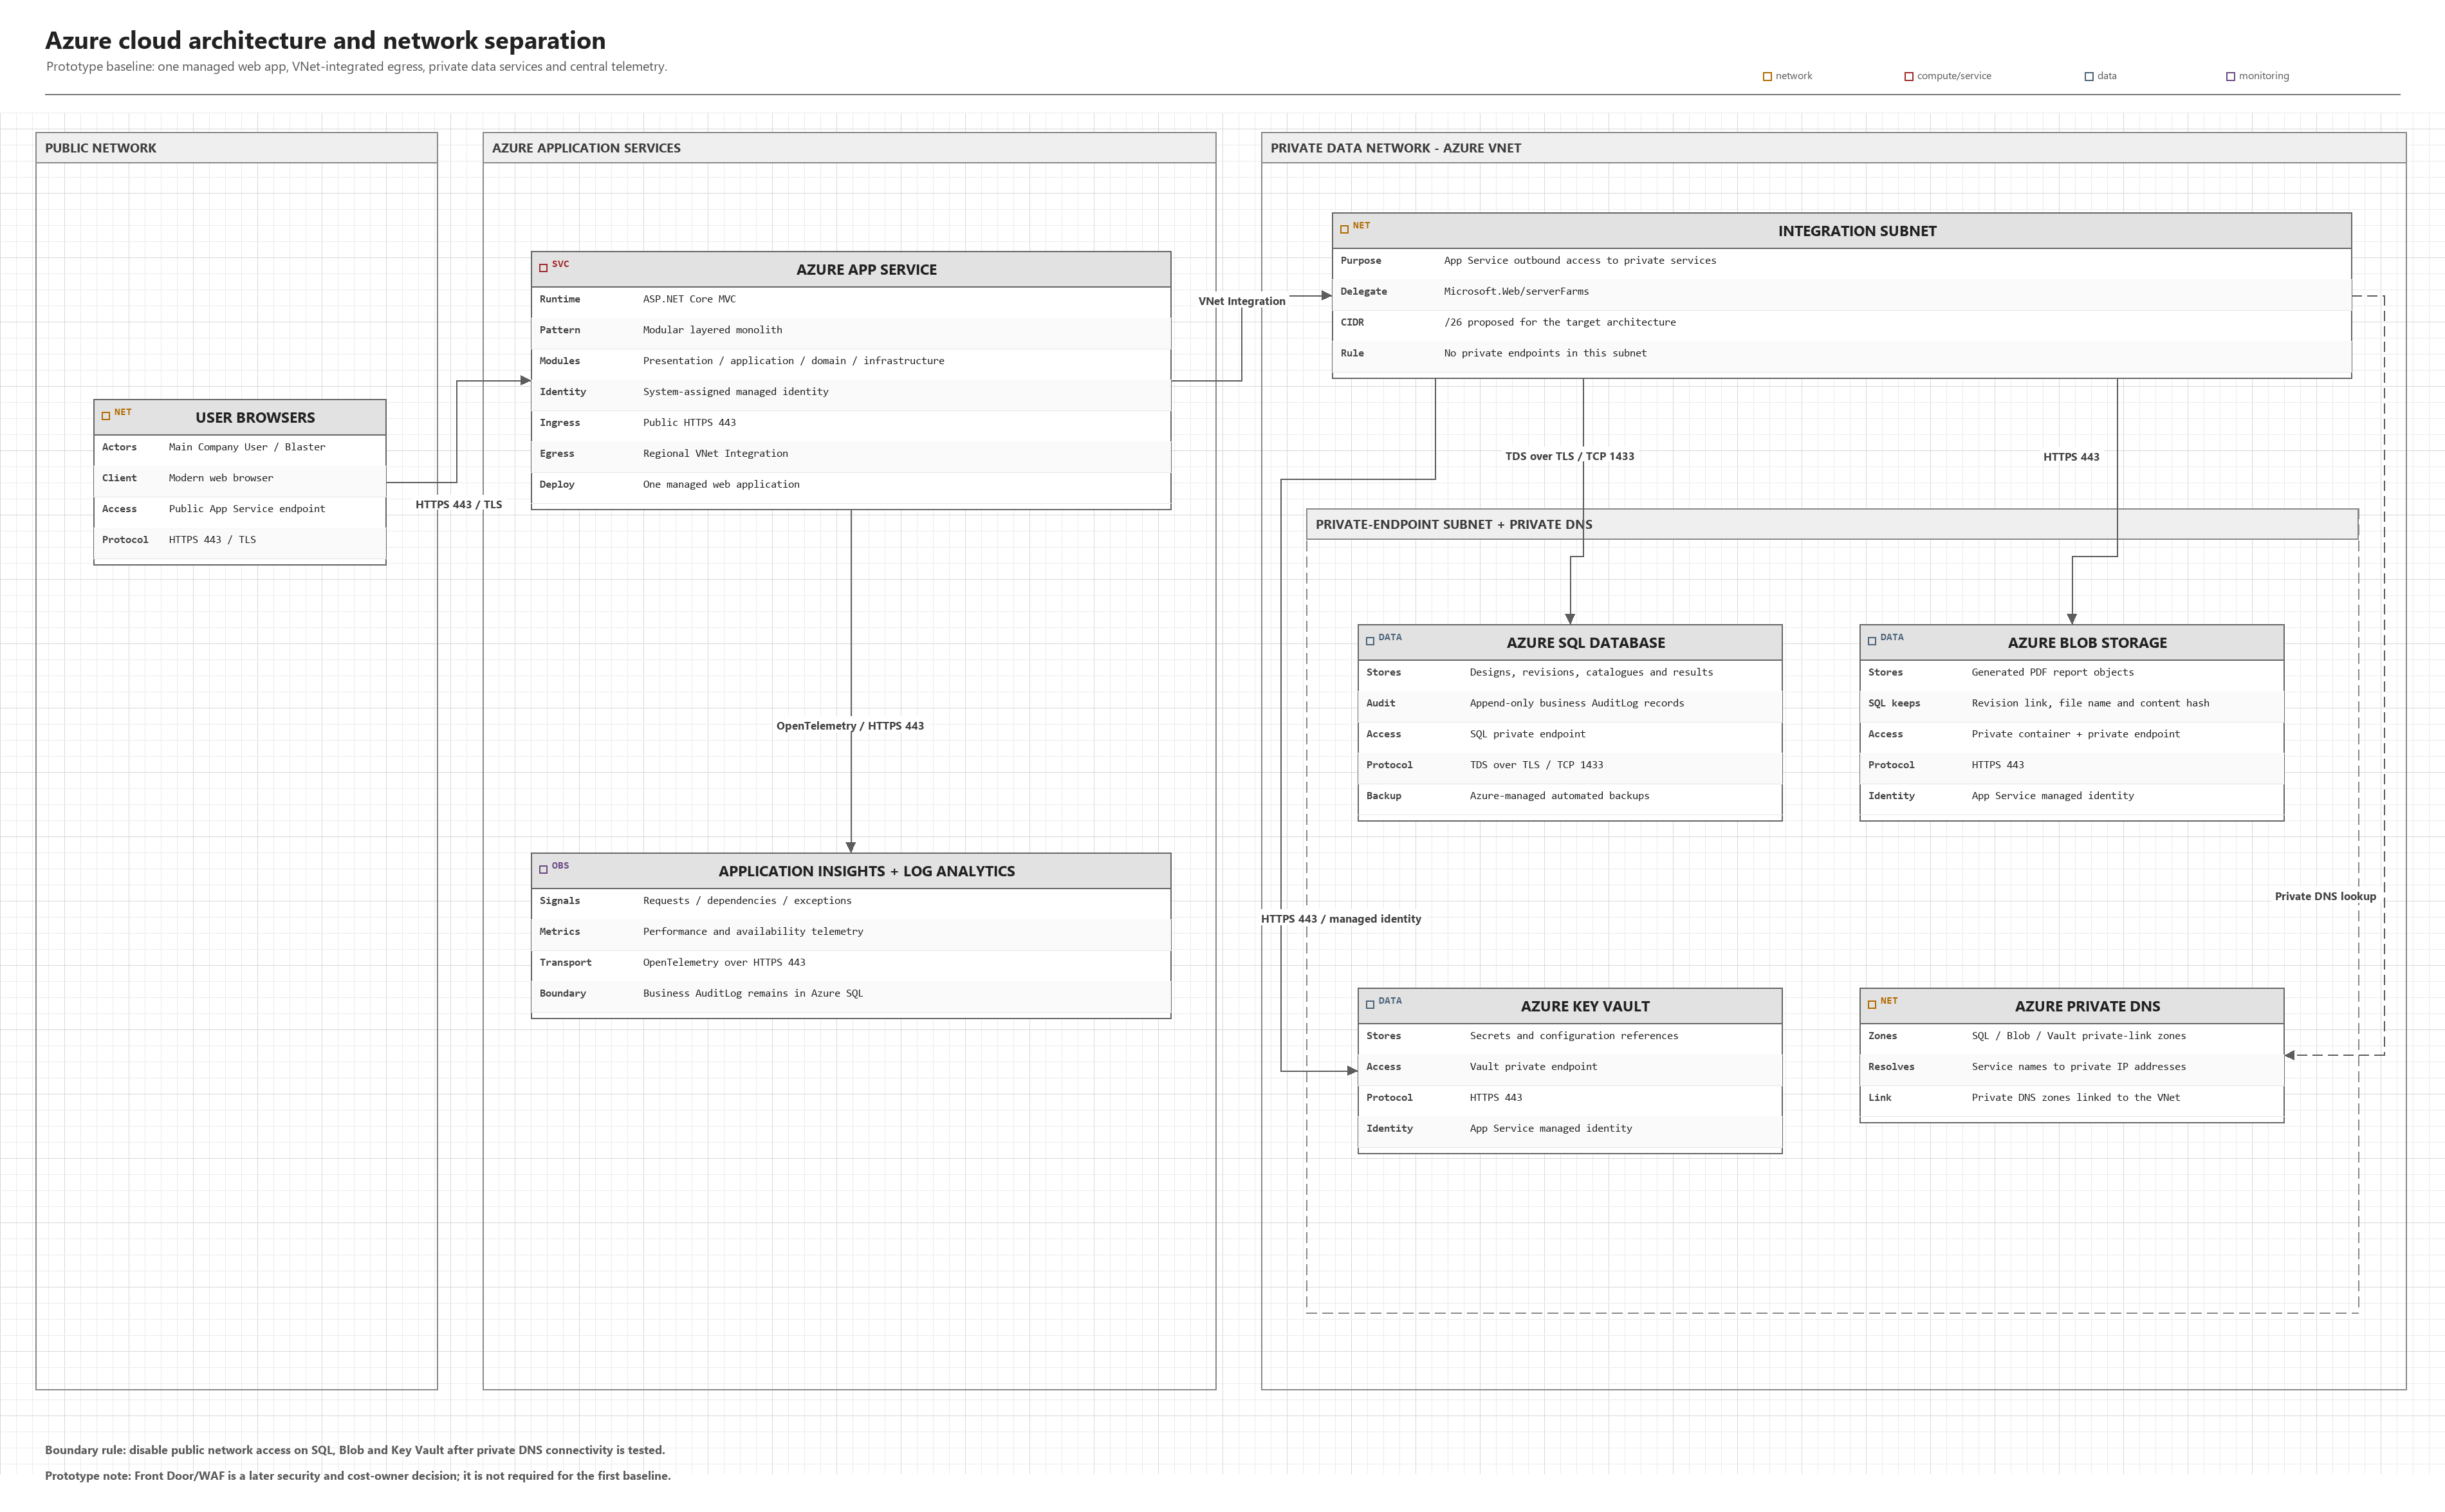 Azure cloud architecture and network separation
Prototype baseline: one managed web app, VNet-integrated egress, private data services and central telemetry.
network
compute/service
data
monitoring
PUBLIC NETWORK
NET
USER BROWSERS
Actors Main Company User / Blaster
Client Modern web browser
Access Public App Service endpoint
Protocol HTTPS 443 / TLS
HTTPS 443 / TLS
AZURE APPLICATION SERVICES
SVC
AZURE APP SERVICE
Runtime ASP.NET Core MVC
Pattern Modular layered monolith
Modules Presentation / application / domain / infrastructure
Identity System-assigned managed identity
Ingress Public HTTPS 443
Egress Regional VNet Integration
Deploy One managed web application
OpenTelemetry / HTTPS 443
OBS
APPLICATION INSIGHTS + LOG ANALYTICS
Signals Requests / dependencies / exceptions
Metrics Performance and availability telemetry
Transport OpenTelemetry over HTTPS 443
Boundary Business AuditLog remains in Azure SQL
VNet Integration
PRIVATE DATA NETWORK - AZURE VNET
NET
INTEGRATION SUBNET
Purpose App Service outbound access to private services
Delegate Microsoft.Web/serverFarms
CIDR /26 proposed for the target architecture
Rule No private endpoints in this subnet
TDS over TLS / TCP 1433
HTTPS 443
PRIVATE-ENDPOINT SUBNET + PRIVATE DNS
DATA
AZURE SQL DATABASE
Stores Designs, revisions, catalogues and results
Audit Append-only business AuditLog records
Access SQL private endpoint
Protocol TDS over TLS / TCP 1433
Backup Azure-managed automated backups
DATA
AZURE BLOB STORAGE
Stores Generated PDF report objects
SQL keeps Revision link, file name and content hash
Access Private container + private endpoint
Protocol HTTPS 443
Identity App Service managed identity
Private DNS lookup
HTTPS 443 / managed identity
DATA
AZURE KEY VAULT
Stores Secrets and configuration references
Access Vault private endpoint
Protocol HTTPS 443
Identity App Service managed identity
NET
AZURE PRIVATE DNS
Zones SQL / Blob / Vault private-link zones
Resolves Service names to private IP addresses
Link Private DNS zones linked to the VNet
Boundary rule: disable public network access on SQL, Blob and Key Vault after private DNS connectivity is tested.
Prototype note: Front Door/WAF is a later security and cost-owner decision; it is not required for the first baseline.